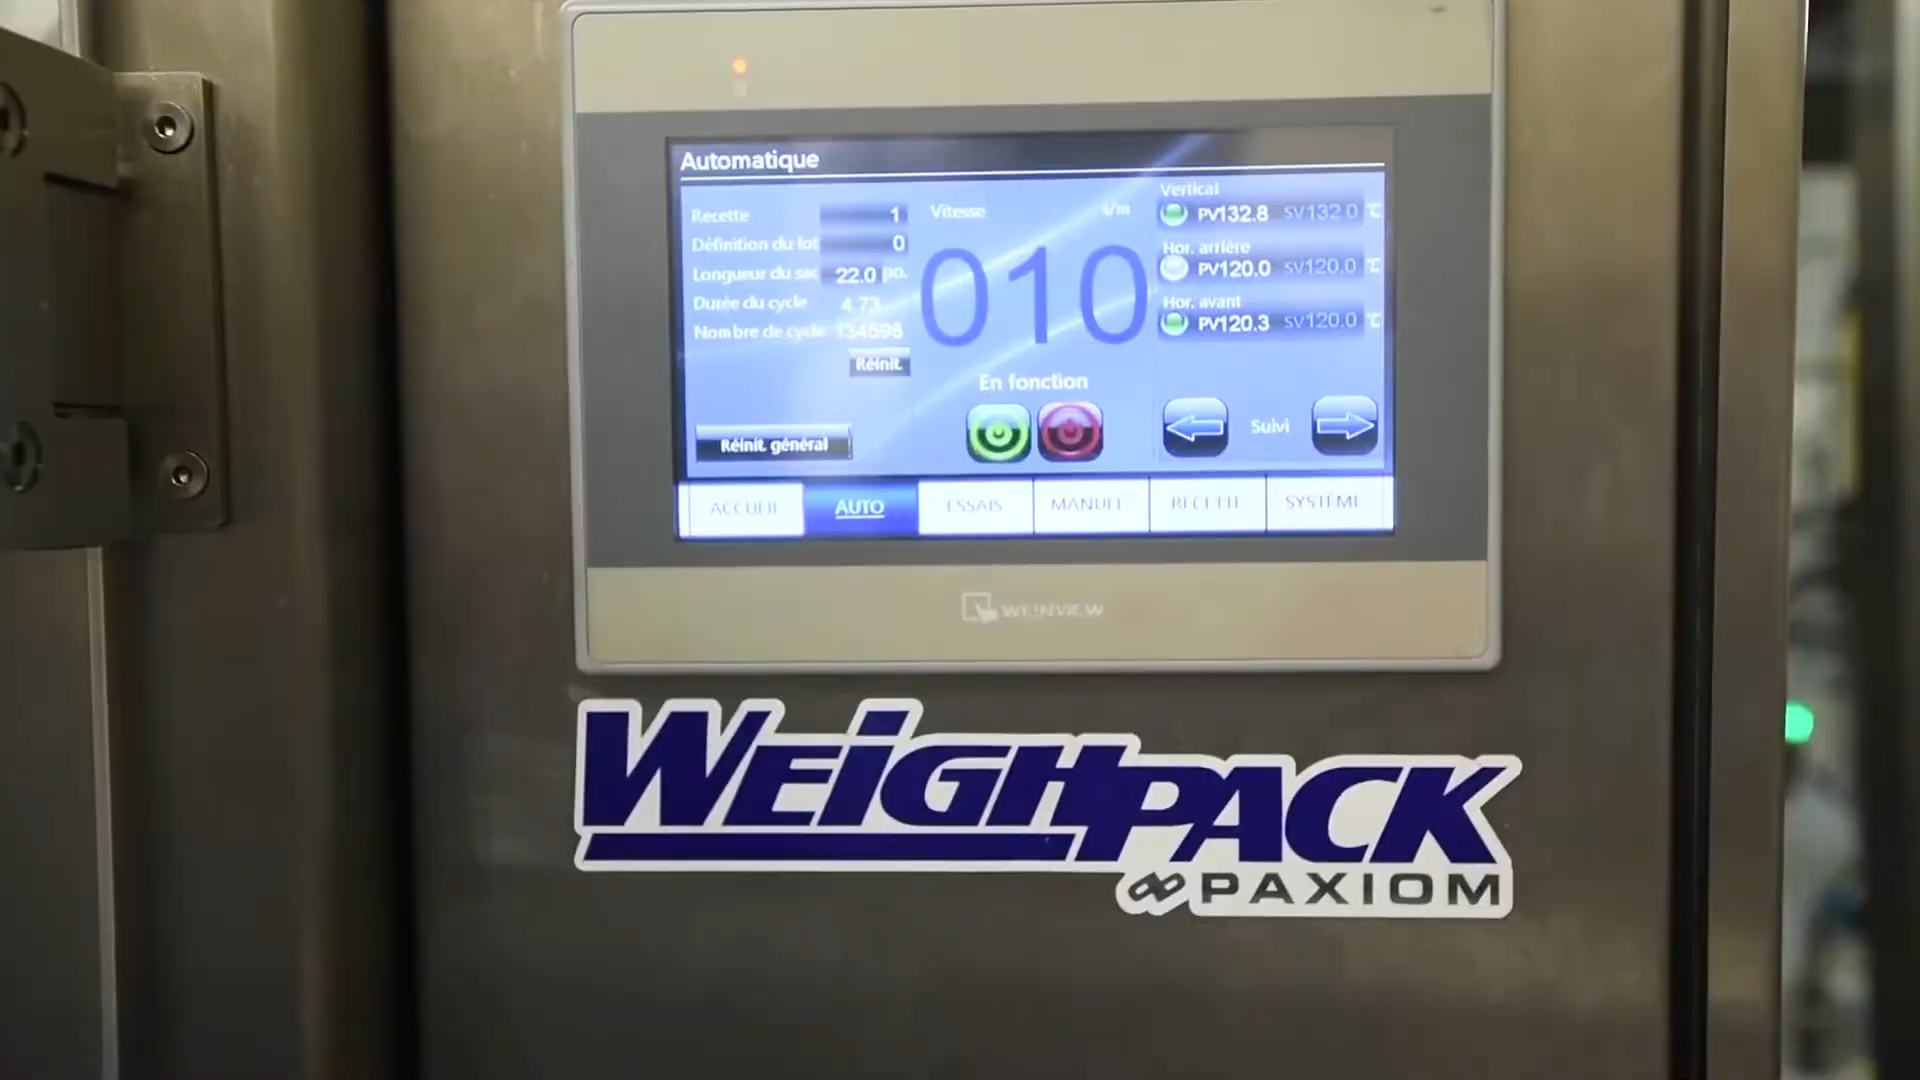 Automatique
Recette 1
Définition du lot 0
Longueur du sac 22.0 po.
Durée du cycle 4.73
Nombre de cycle 134598
Réinit.
Réinit. général
Vitesse s/m
010
En fonction
Vertical
PV132.8 SV132.0 °C
Hor. arrière
PV120.0 SV120.0 °C
Hor. avant
PV120.3 SV120.0 °C
Suivi
ACCUEIL AUTO ESSAIS MANUEL RECETTE SYSTÈME
WEINVIEW
WEiGHPACK
PAXIOM